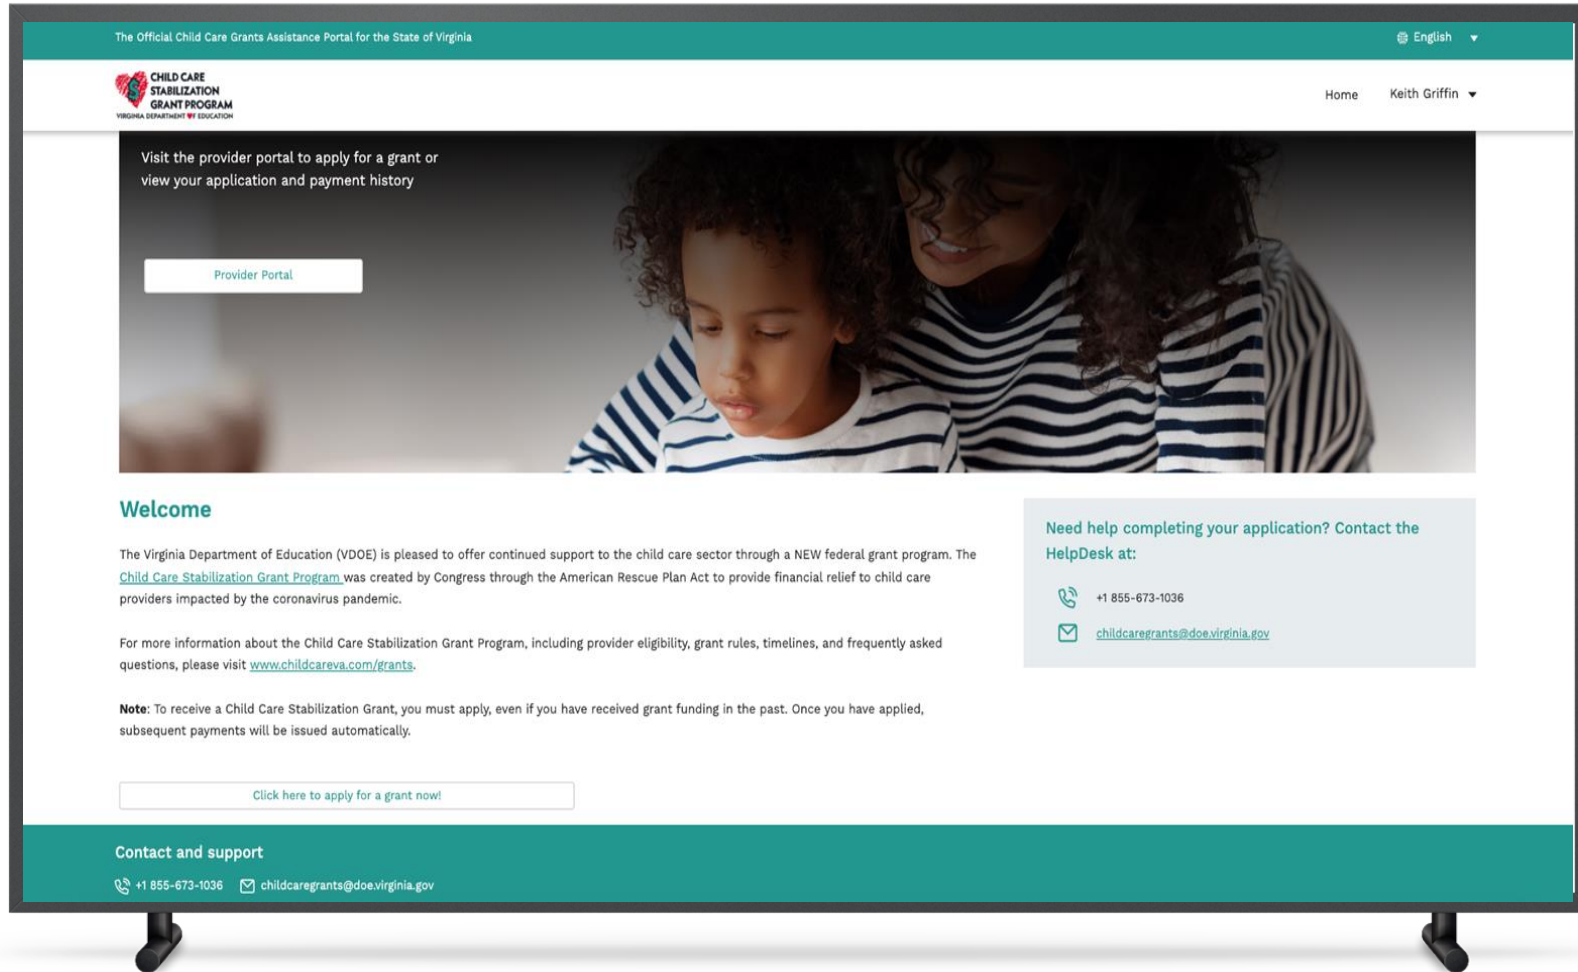 The Official Child Care Grants Assistance Portal for the State of Virginia
English
CHILD CARE
STABILIZATION
GRANT PROGRAM
VIRGINIA DEPARTMENT OF EDUCATION
Home
Keith Griffin
Visit the provider portal to apply for a grant or
view your application and payment history
Provider Portal
Welcome
The Virginia Department of Education (VDOE) is pleased to offer continued support to the child care sector through a NEW federal grant program. The
Child Care Stabilization Grant Program was created by Congress through the American Rescue Plan Act to provide financial relief to child care
providers impacted by the coronavirus pandemic.
For more information about the Child Care Stabilization Grant Program, including provider eligibility, grant rules, timelines, and frequently asked
questions, please visit www.childcareva.com/grants.
Note: To receive a Child Care Stabilization Grant, you must apply, even if you have received grant funding in the past. Once you have applied,
subsequent payments will be issued automatically.
Click here to apply for a grant now!
Need help completing your application? Contact the
HelpDesk at:
+1 855-673-1036
childcaregrants@doe.virginia.gov
Contact and support
+1 855-673-1036
childcaregrants@doe.virginia.gov